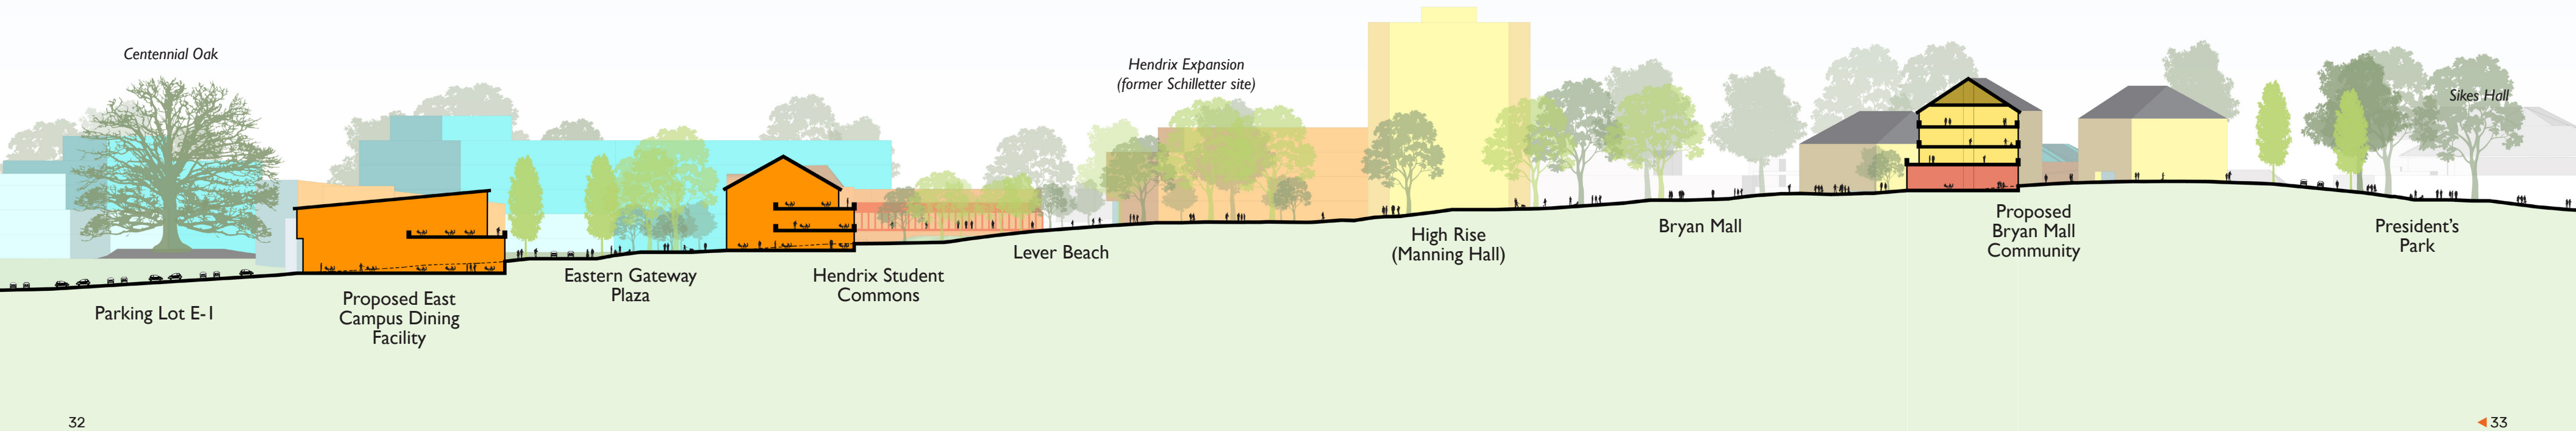 Centennial Oak
Hendrix Expansion
(former Schilletter site)
Sikes Hall
Parking Lot E-1
Proposed East
Campus Dining
Facility
Eastern Gateway
Plaza
Hendrix Student
Commons
Lever Beach
High Rise
(Manning Hall)
Bryan Mall
Proposed
Bryan Mall
Community
President's
Park
32
33